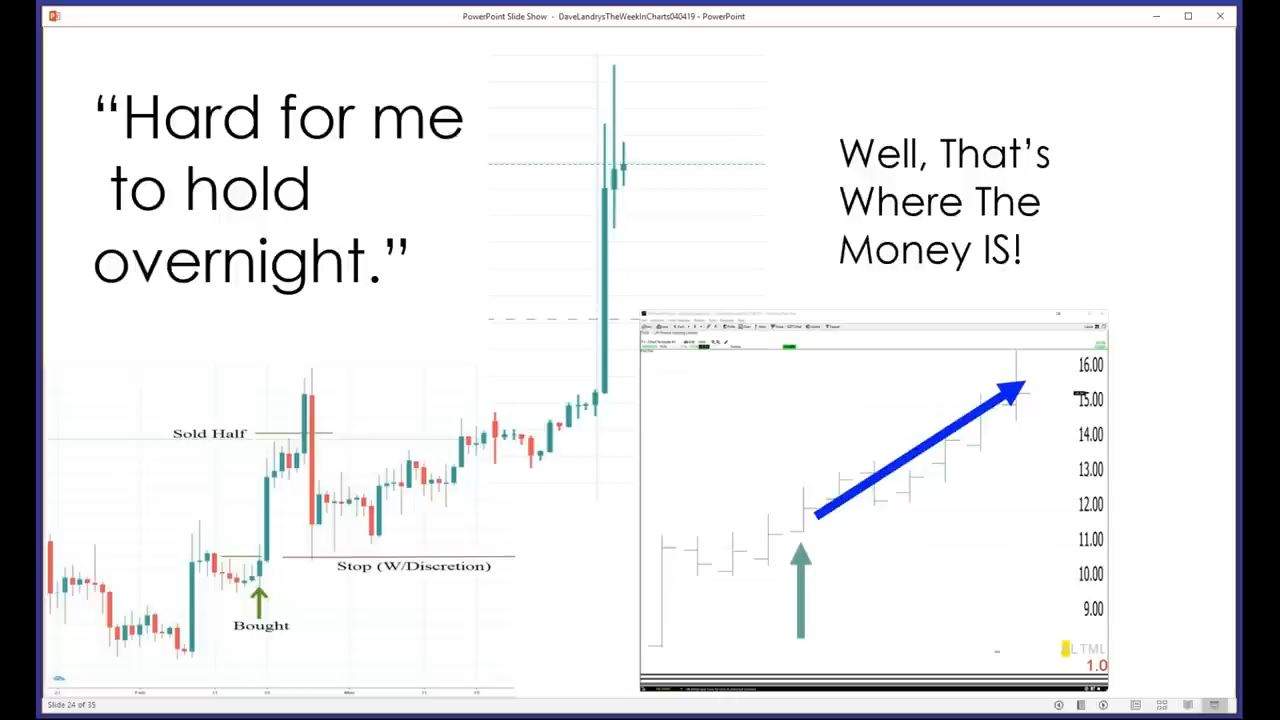 PowerPoint Slide Show - DaveLandrysTheWeekInCharts040419 - PowerPoint
“Hard for me
to hold
overnight.”
Well, That’s
Where The
Money IS!
Sold Half
Stop (W/Discretion)
Bought
16.00
15.00
14.00
13.00
12.00
11.00
10.00
9.00
LTML
1.0
Slide 24 of 35